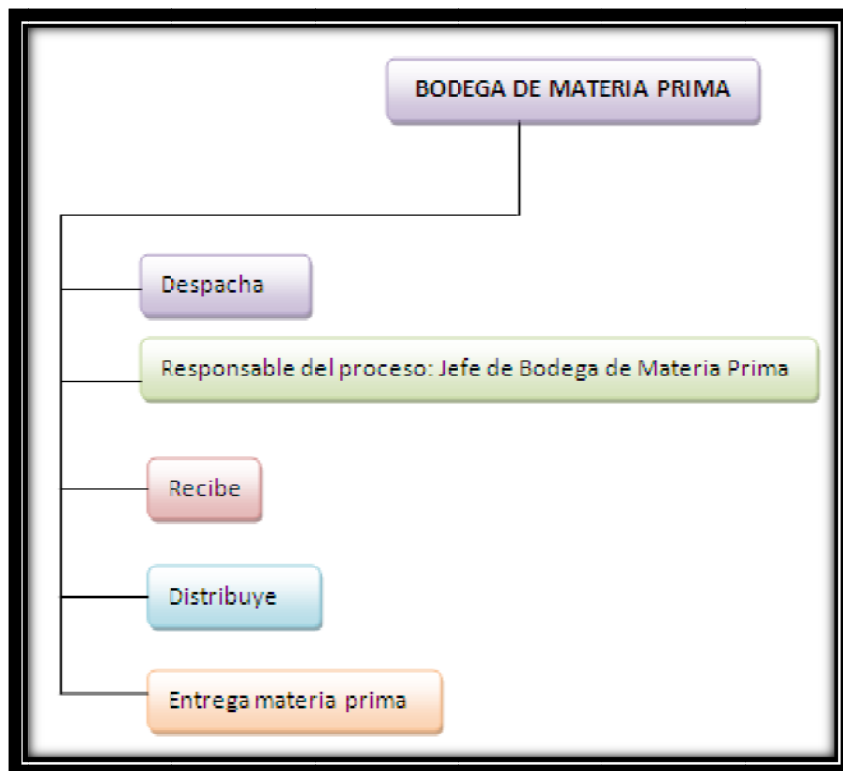 BODEGA DE MATERIA PRIMA
Despacha
Responsable del proceso: Jefe de Bodega de Materia Prima
Recibe
Distribuye
Entrega materia prima